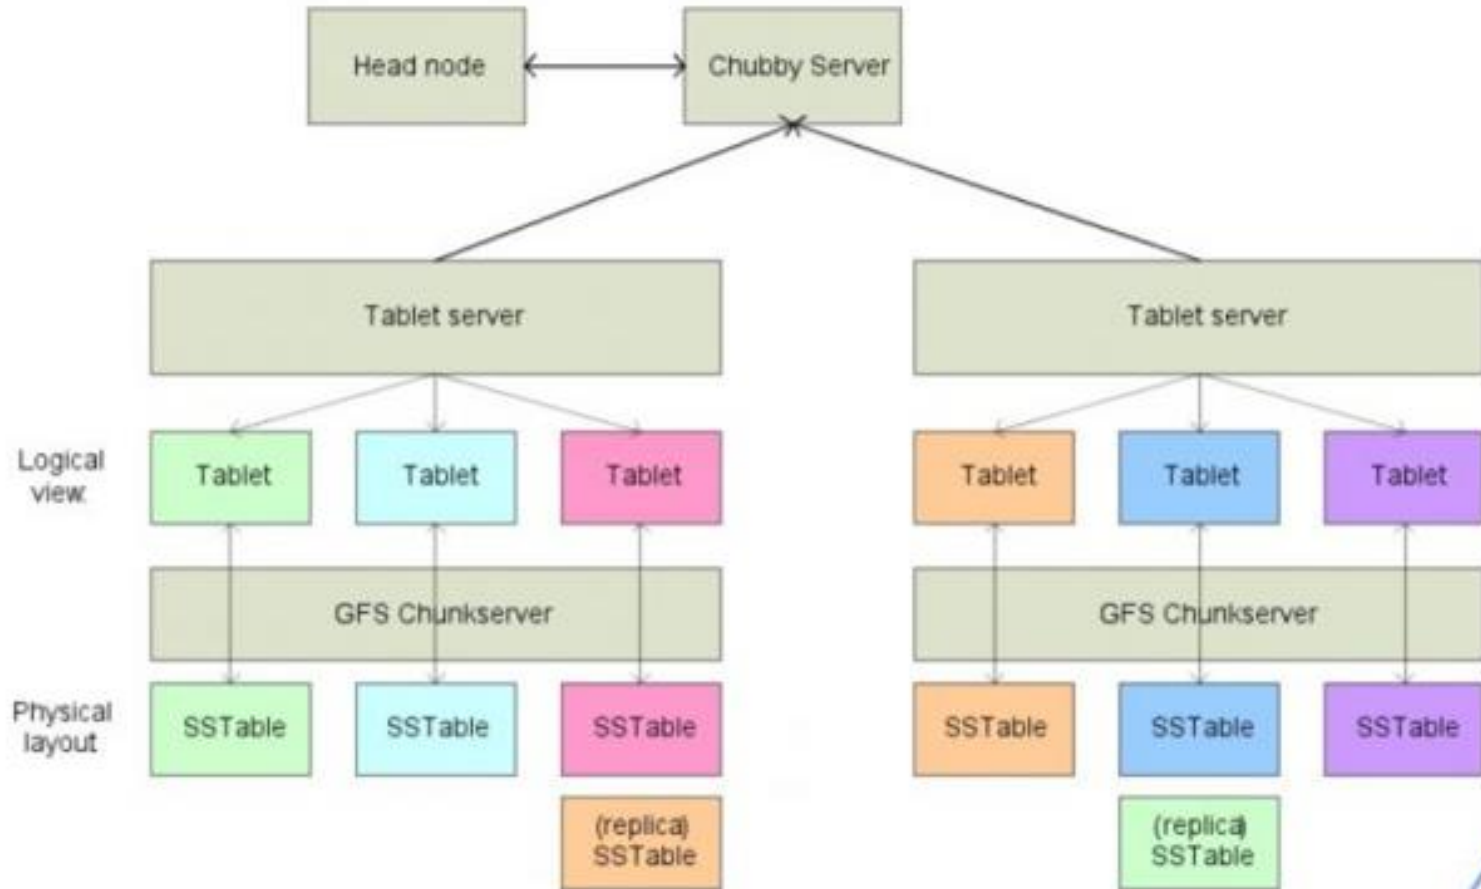 Head node
Chubby Server
Tablet server
Tablet server
Logical
view.
Tablet
Tablet
Tablet
Tablet
Tablet
Tablet
GFS Chunkserver
GFS Chunkserver
Physical
layout
SSTable
SSTable
SSTable
SSTable
SSTable
SSTable
(replica)
SSTable
(replica)
SSTable